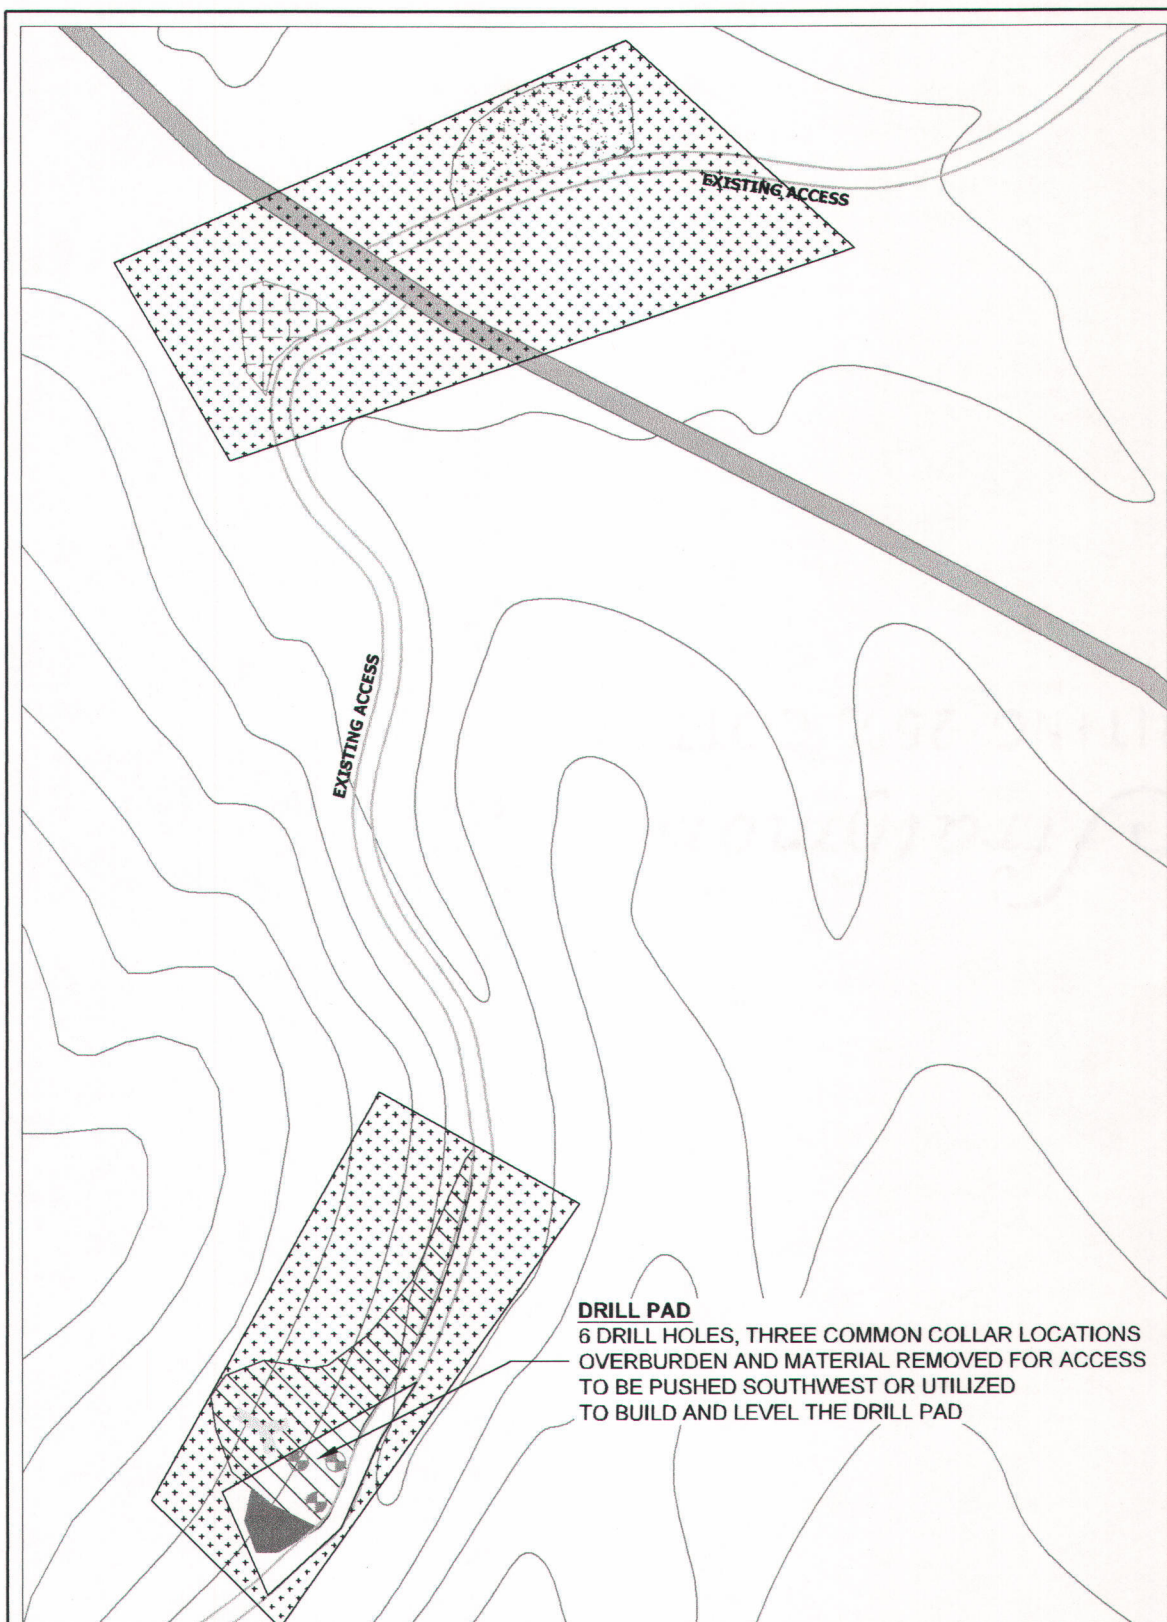 EXISTING ACCESS
EXISTING ACCESS
DRILL PAD
6 DRILL HOLES, THREE COMMON COLLAR LOCATIONS
OVERBURDEN AND MATERIAL REMOVED FOR ACCESS
TO BE PUSHED SOUTHWEST OR UTILIZED
TO BUILD AND LEVEL THE DRILL PAD